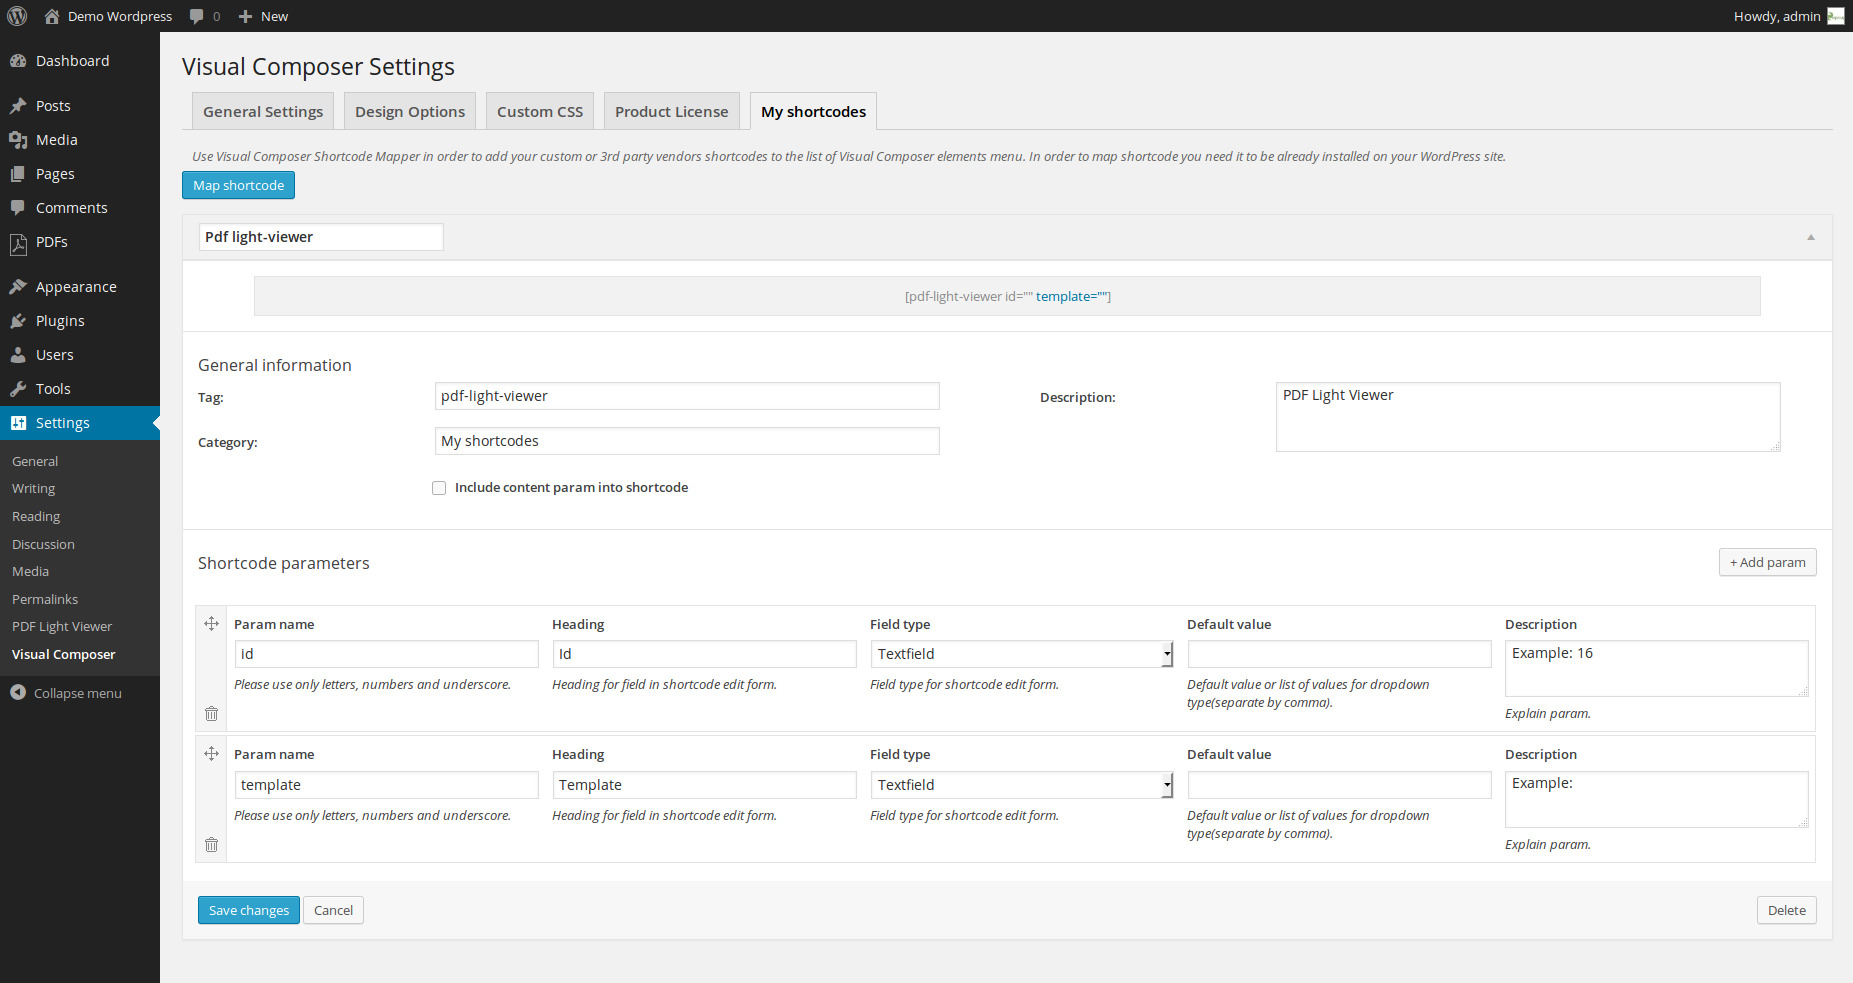 Demo Wordpress 0 + New Howdy, admin
Dashboard
Posts
Media
Pages
Comments
PDFs
Appearance
Plugins
Users
Tools
Settings
General
Writing
Reading
Discussion
Media
Permalinks
PDF Light Viewer
Visual Composer
Collapse menu
Visual Composer Settings
General Settings Design Options Custom CSS Product License My shortcodes
Use Visual Composer Shortcode Mapper in order to add your custom or 3rd party vendors shortcodes to the list of Visual Composer elements menu. In order to map shortcode you need it to be already installed on your WordPress site.
Map shortcode
Pdf light-viewer
[pdf-light-viewer id="" template=""]
General information
Tag: pdf-light-viewer Description: PDF Light Viewer
Category: My shortcodes
Include content param into shortcode
Shortcode parameters + Add param
Param name Heading Field type Default value Description
id Id Textfield Example: 16
Please use only letters, numbers and underscore. Heading for field in shortcode edit form. Field type for shortcode edit form. Default value or list of values for dropdown
type(separate by comma).
Explain param.
Param name Heading Field type Default value Description
template Template Textfield Example:
Please use only letters, numbers and underscore. Heading for field in shortcode edit form. Field type for shortcode edit form. Default value or list of values for dropdown
type(separate by comma).
Explain param.
Save changes Cancel Delete